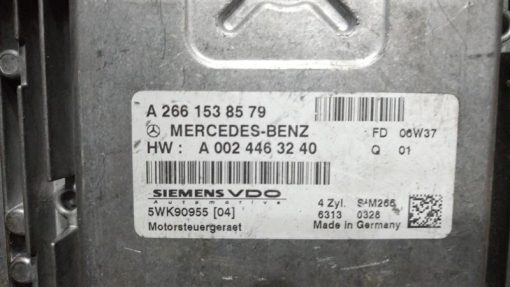 A 266 153 85 79
MERCEDES-BENZ
FD 06W37
HW : A 002 446 32 40
Q 01
SIEMENS VDO
Automotive
4 Zyl. SIM266
5WK90955 [04]
6313 0328
Motorsteuergeraet
Made in Germany